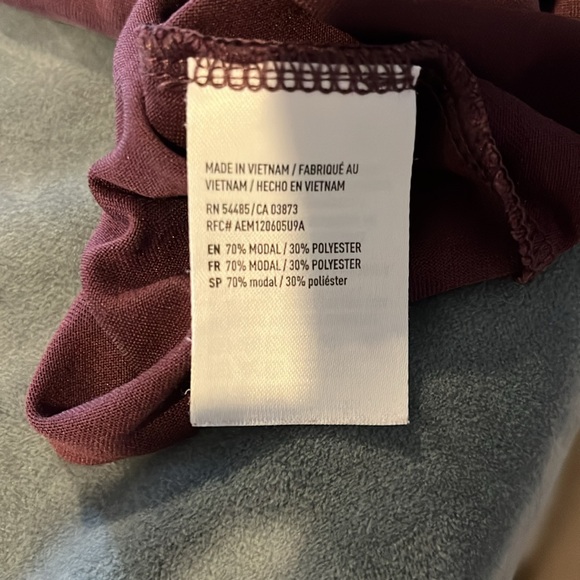 MADE IN VIETNAM / FABRIQUÉ AU
VIETNAM / HECHO EN VIETNAM
RN 54485/CA 03873
RFC# AEM120605U9A
EN 70% MODAL / 30% POLYESTER
FR 70% MODAL / 30% POLYESTER
SP 70% modal / 30% poliéster